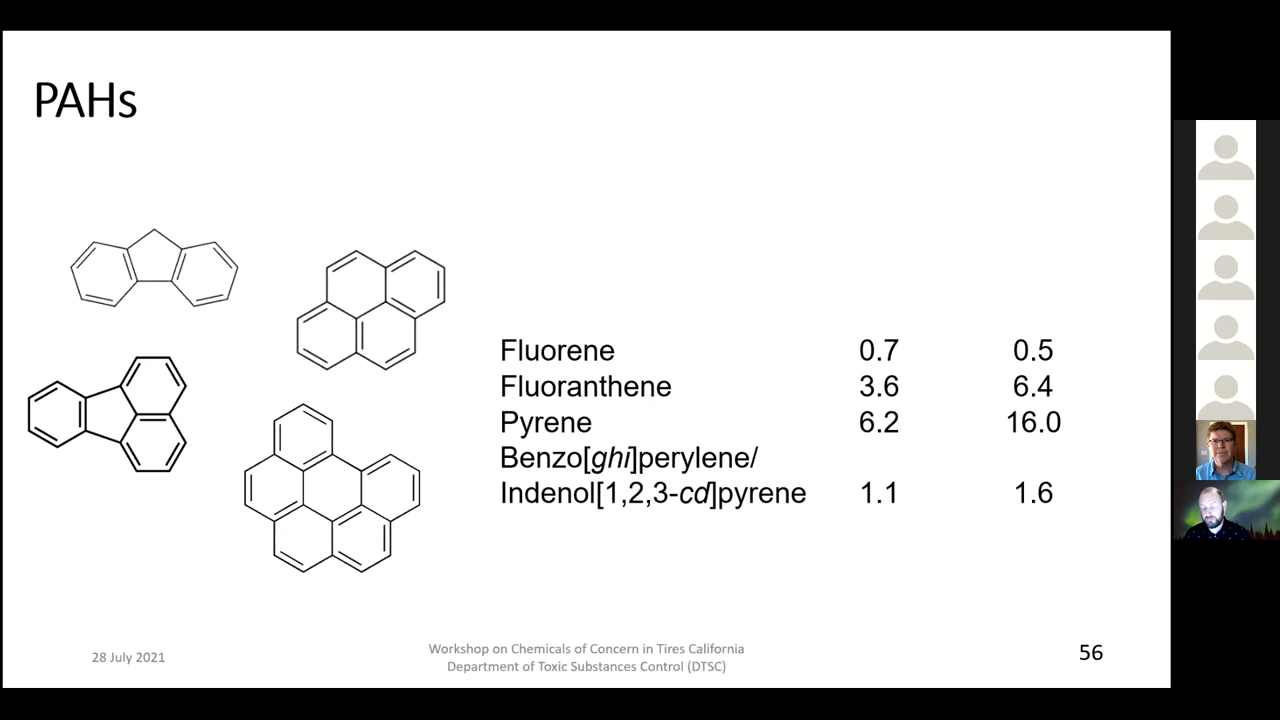 PAHs
Fluorene 0.7 0.5
Fluoranthene 3.6 6.4
Pyrene 6.2 16.0
Benzo[ghi]perylene/
Indenol[1,2,3-cd]pyrene 1.1 1.6
28 July 2021
Workshop on Chemicals of Concern in Tires California
Department of Toxic Substances Control (DTSC)
56